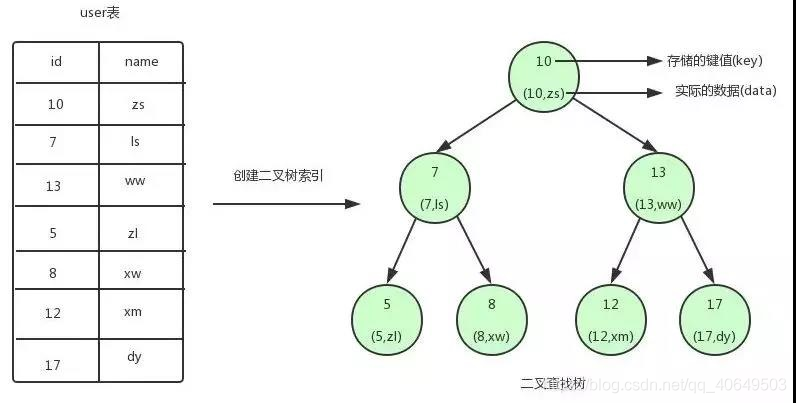 user表
id name
10 zs
7 ls
13 ww
5 zl
8 xw
12 xm
17 dy
创建二叉树索引
10
(10,zs)
存储的键值(key)
实际的数据(data)
7
(7,ls)
13
(13,ww)
5
(5,zl)
8
(8,xw)
12
(12,xm)
17
(17,dy)
二叉查找树
https://blog.csdn.net/qq_40649503